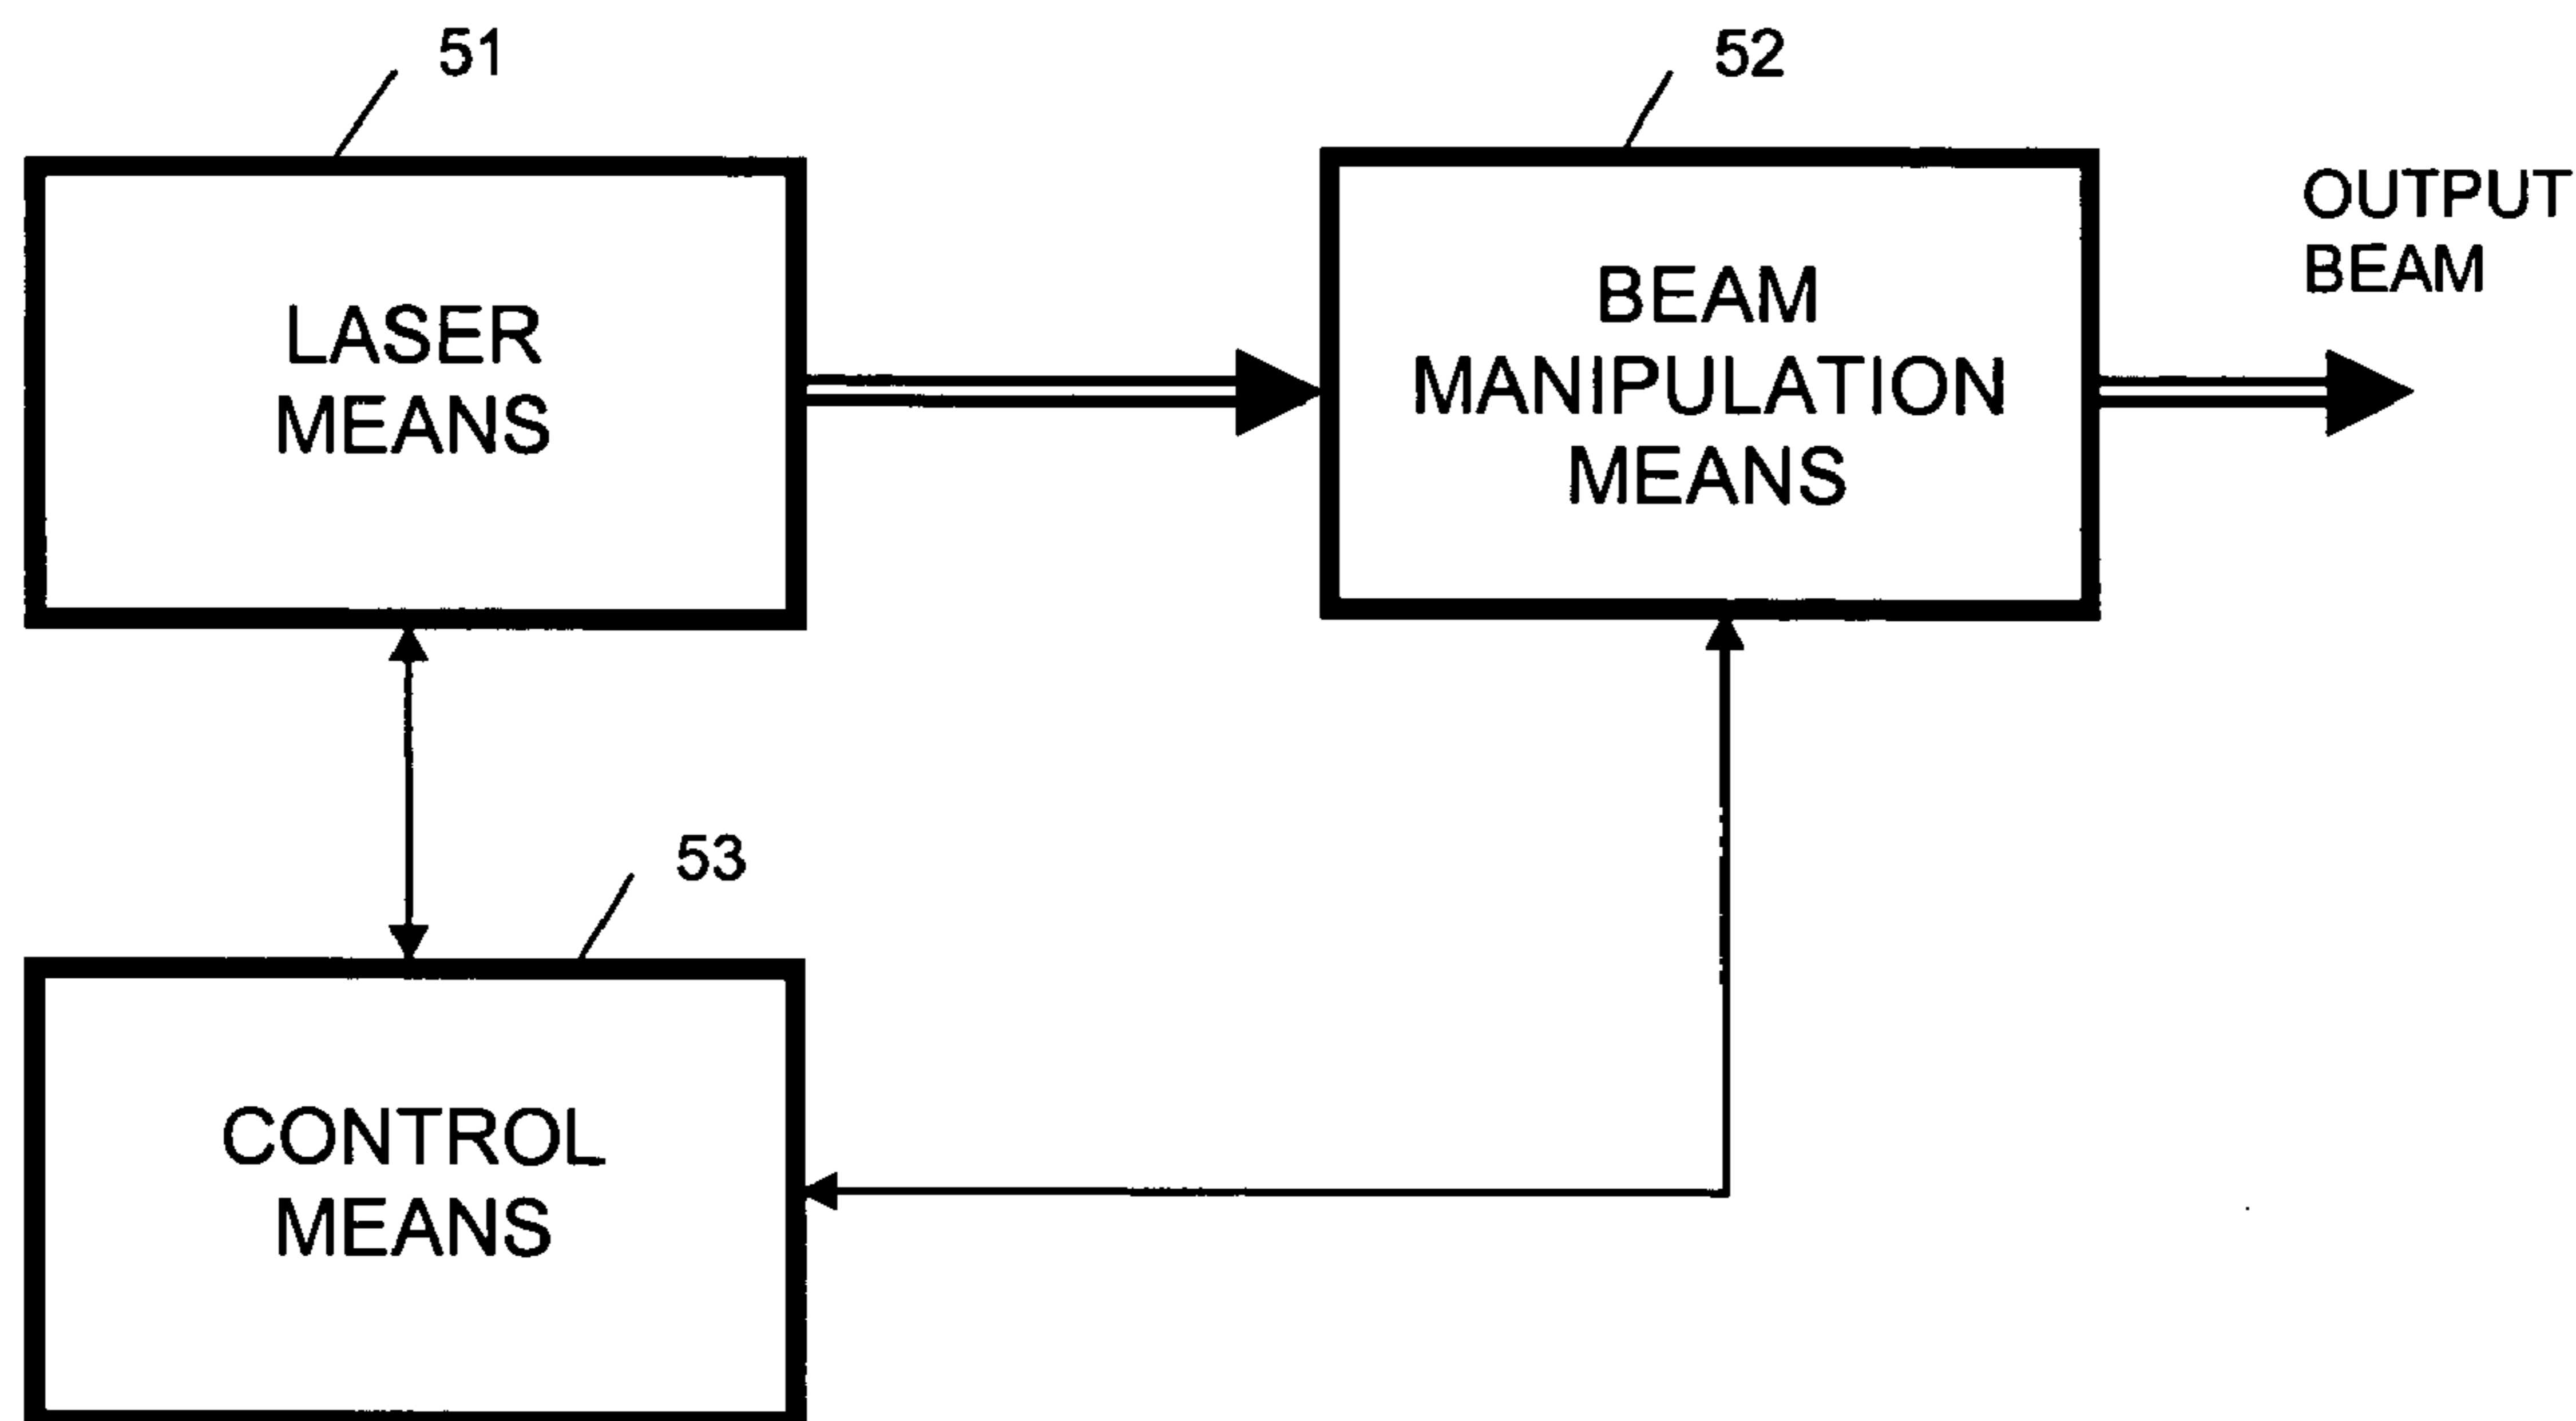 51
52
LASER
MEANS
BEAM
MANIPULATION
MEANS
OUTPUT
BEAM
53
CONTROL
MEANS